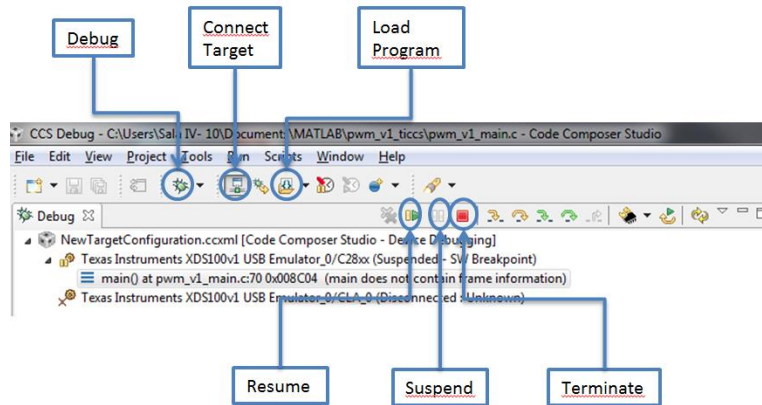 Debug
Connect
Target
Load
Program
CCS Debug - C:\Users\Sala IV- 10\Documents\MATLAB\pwm_v1_ticcs\pwm_v1_main.c - Code Composer Studio
File Edit View Project Tools Run Scripts Window Help
Debug
NewTargetConfiguration.ccxml [Code Composer Studio - Device Debugging]
Texas Instruments XDS100v1 USB Emulator_0/C28xx (Suspended - SW Breakpoint)
main() at pwm_v1_main.c:70 0x008C04 (main does not contain frame information)
Texas Instruments XDS100v1 USB Emulator_0/CLA_0 (Disconnected : Unknown)
Resume
Suspend
Terminate